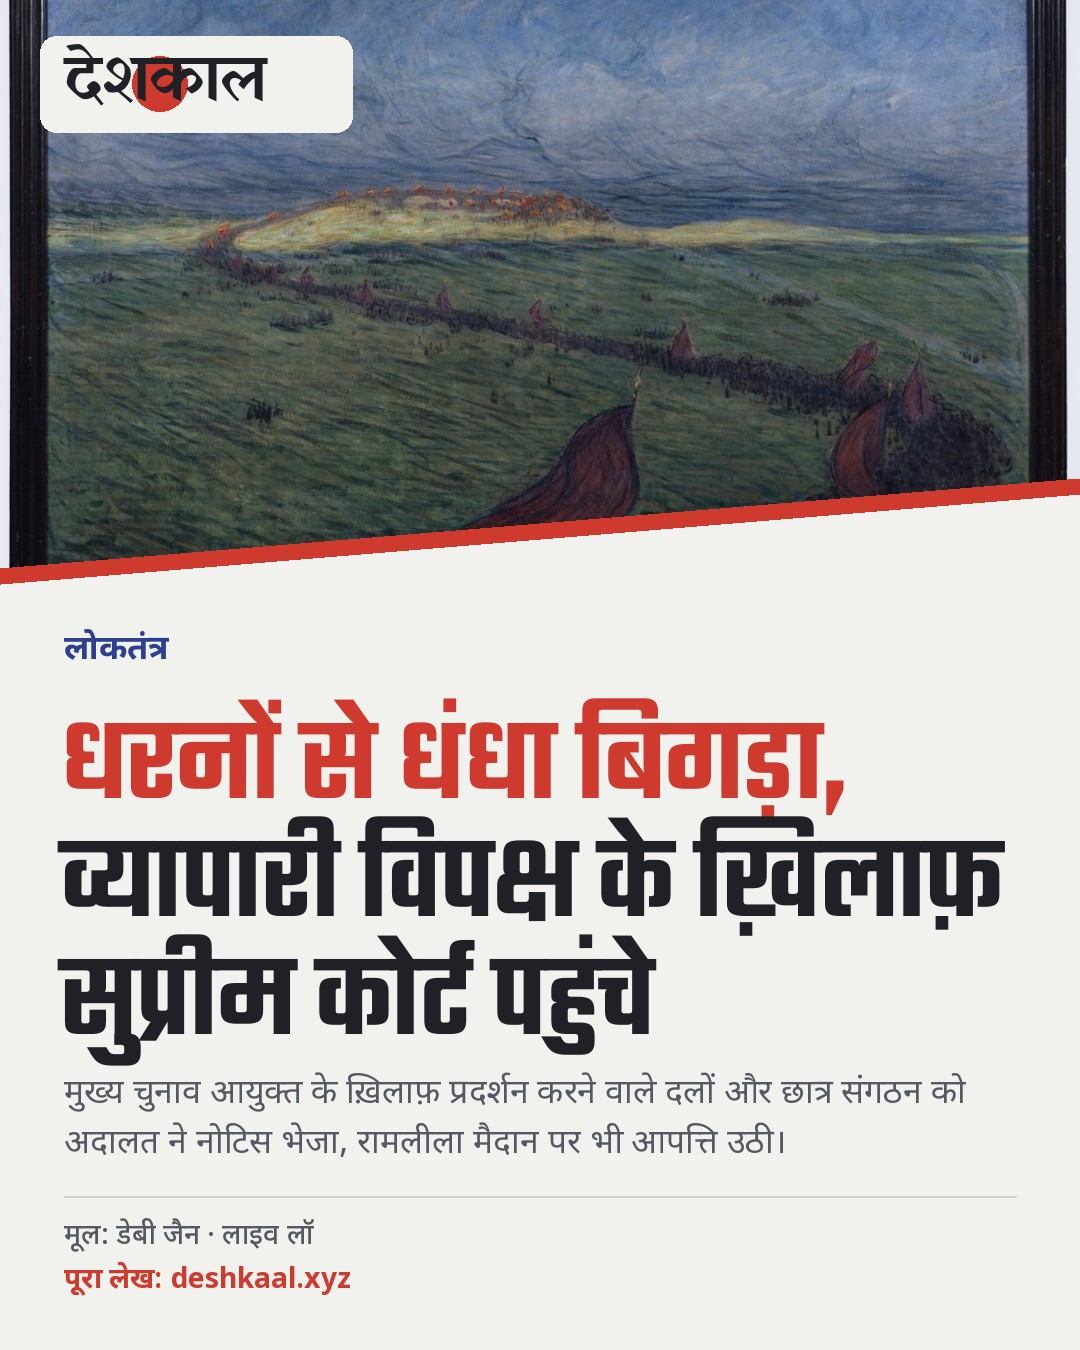 देशकाल
लोकतंत्र
धरनों से धंधा बिगड़ा,
व्यापारी विपक्ष के ख़िलाफ़
सुप्रीम कोर्ट पहुंचे
मुख्य चुनाव आयुक्त के ख़िलाफ़ प्रदर्शन करने वाले दलों और छात्र संगठन को
अदालत ने नोटिस भेजा, रामलीला मैदान पर भी आपत्ति उठी।
मूल: डेबी जैन · लाइव लॉ
पूरा लेख: deshkaal.xyz